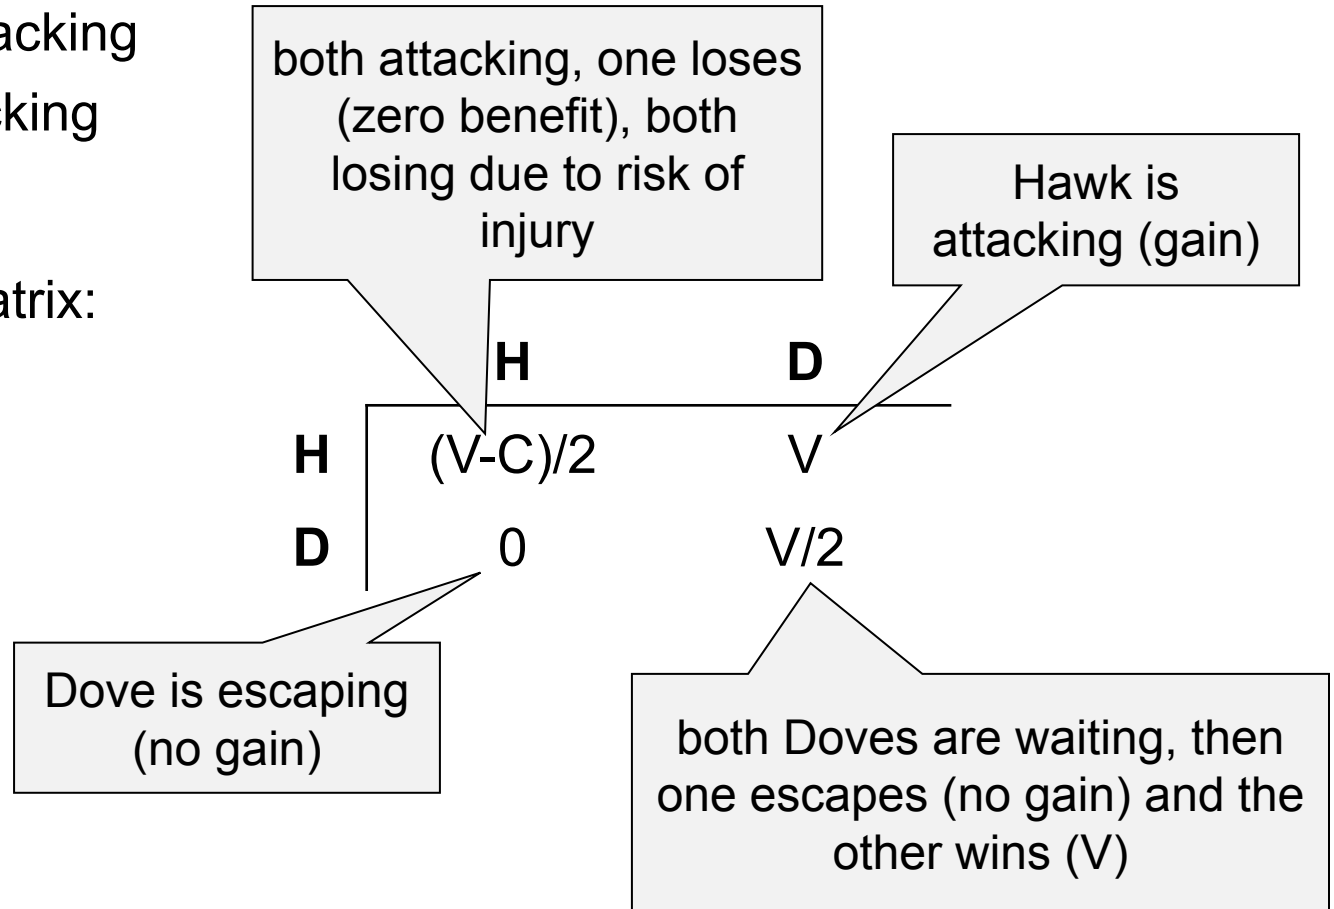 acking
cking
atrix:
both attacking, one loses
(zero benefit), both
losing due to risk of
injury
Hawk is
attacking (gain)
H D
H (V-C)/2 V
D 0 V/2
Dove is escaping
(no gain)
both Doves are waiting, then
one escapes (no gain) and the
other wins (V)